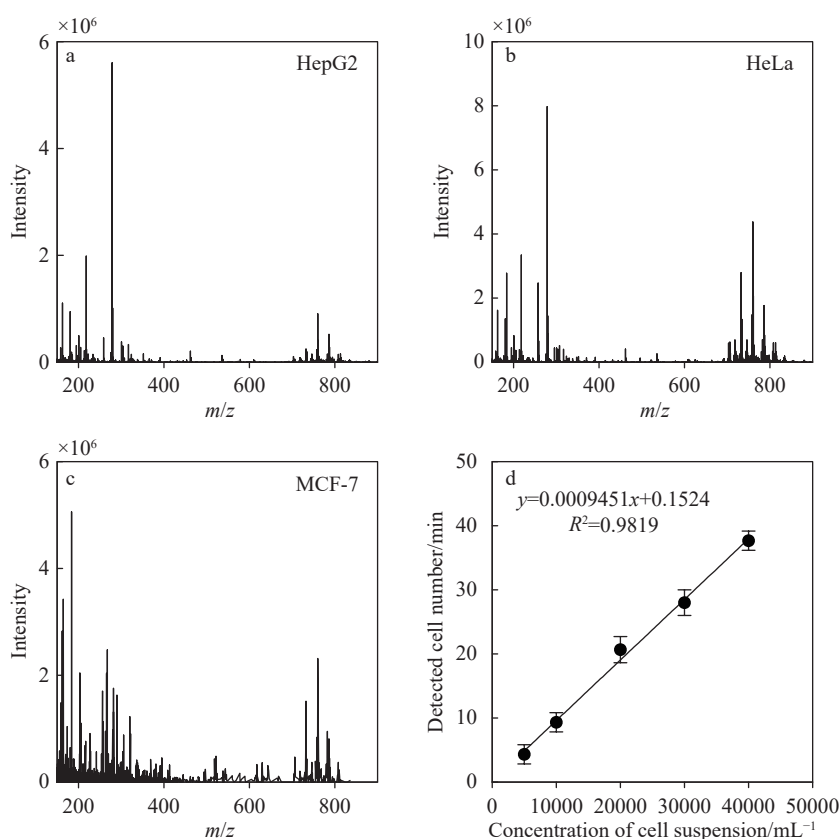 ×10⁶
6
a
HepG2
4
Intensity
2
0
200 400 600 800
m/z
×10⁶
10
b
HeLa
8
6
Intensity
4
2
0
200 400 600 800
m/z
×10⁶
6
c
MCF-7
4
Intensity
2
0
200 400 600 800
m/z
50
d
y=0.0009451x+0.1524
R²=0.9819
40
30
Detected cell number/min
20
10
0
0 10000 20000 30000 40000 50000
Concentration of cell suspension/mL⁻¹